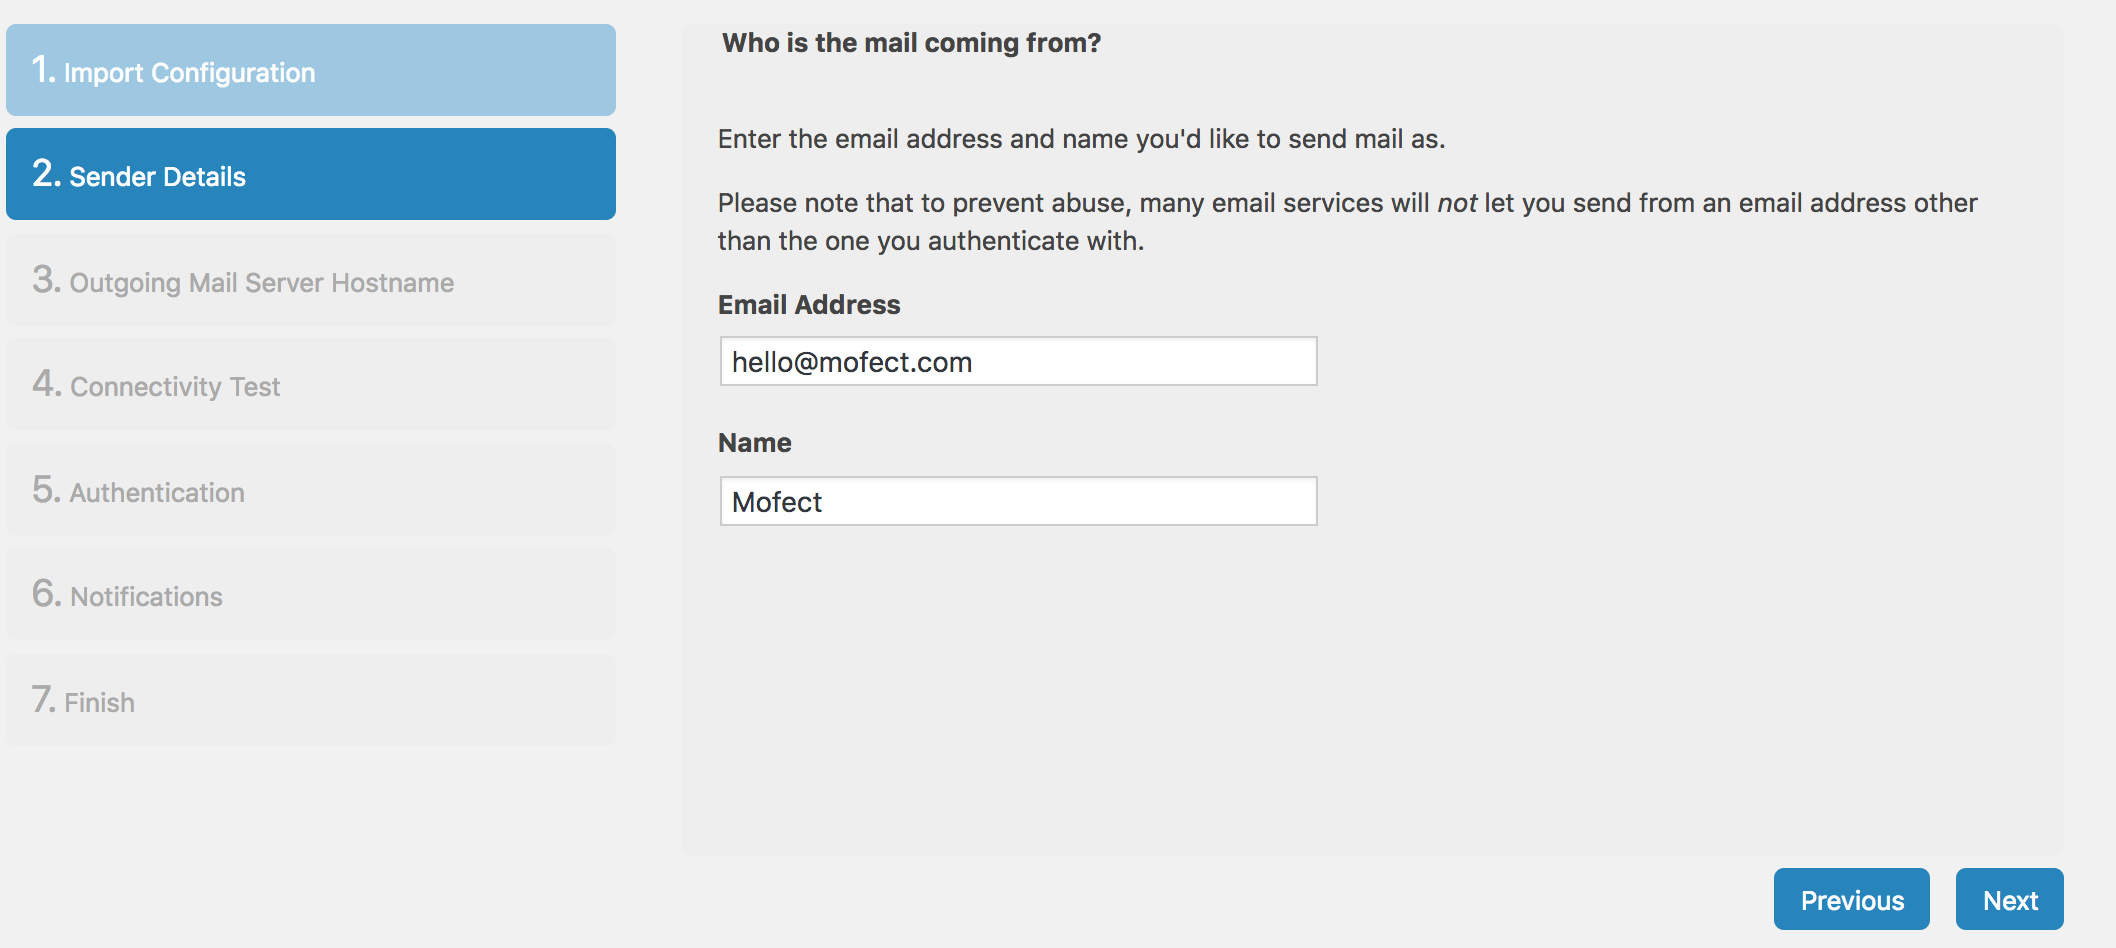 1. Import Configuration
2. Sender Details
3. Outgoing Mail Server Hostname
4. Connectivity Test
5. Authentication
6. Notifications
7. Finish
Who is the mail coming from?
Enter the email address and name you'd like to send mail as.
Please note that to prevent abuse, many email services will not let you send from an email address other
than the one you authenticate with.
Email Address
hello@mofect.com
Name
Mofect
Previous
Next